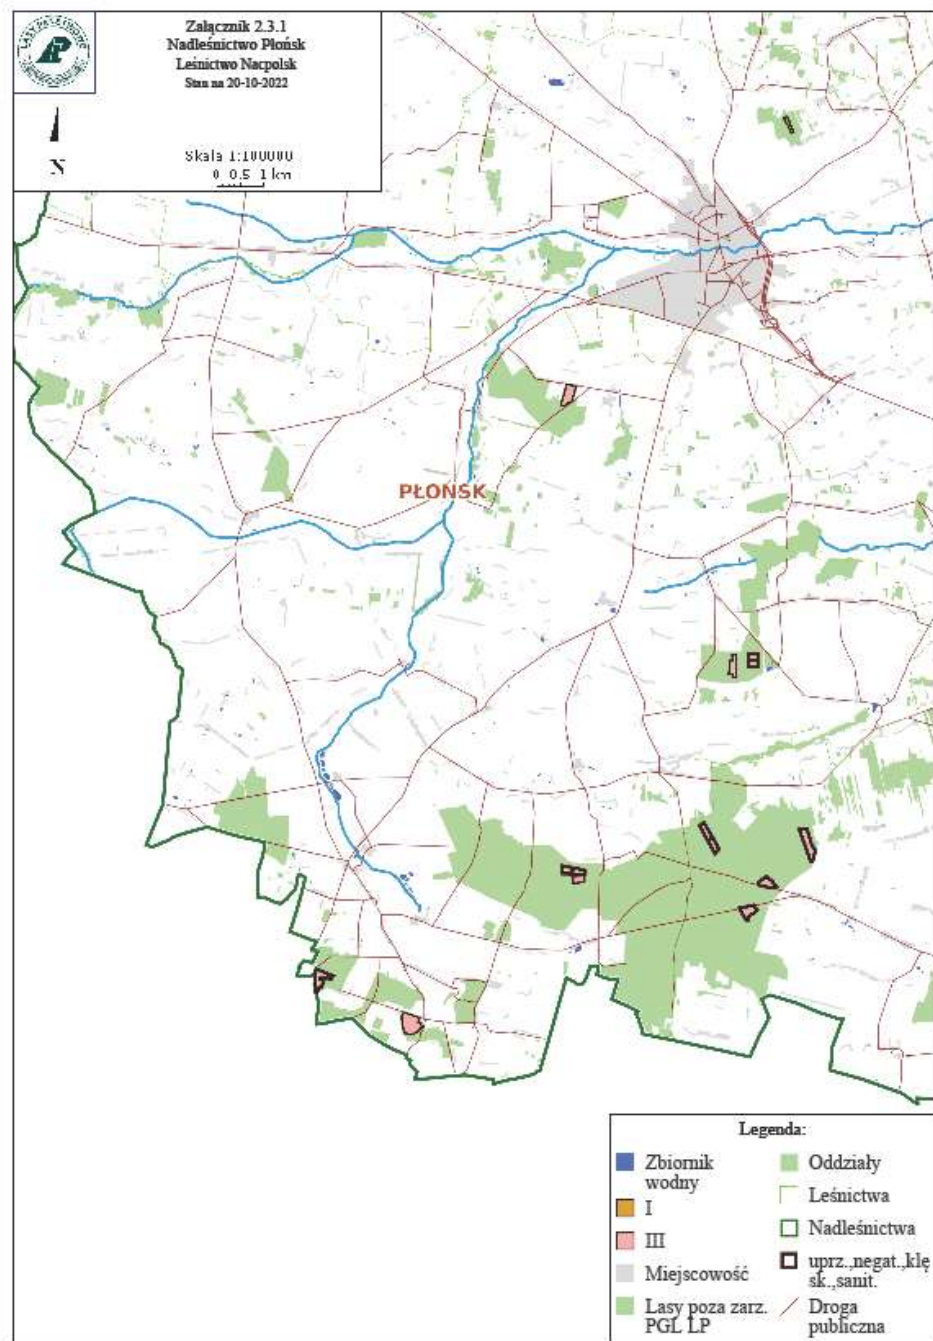 LASY PAŃSTWOWE
Załącznik 2.3.1
Nadleśnictwo Płońsk
Leśnictwo Nacpolsk
Stan na 20-10-2022
N
Skala 1:100000
0 0.5 1 km
PŁOŃSK
Legenda:
Zbiornik
wodny
I
III
Miejscowość
Lasy poza zarz.
PGL LP
Oddziały
Leśnictwa
Nadleśnictwa
uprz.,negat.,klę
sk.,sanit.
Droga
publiczna